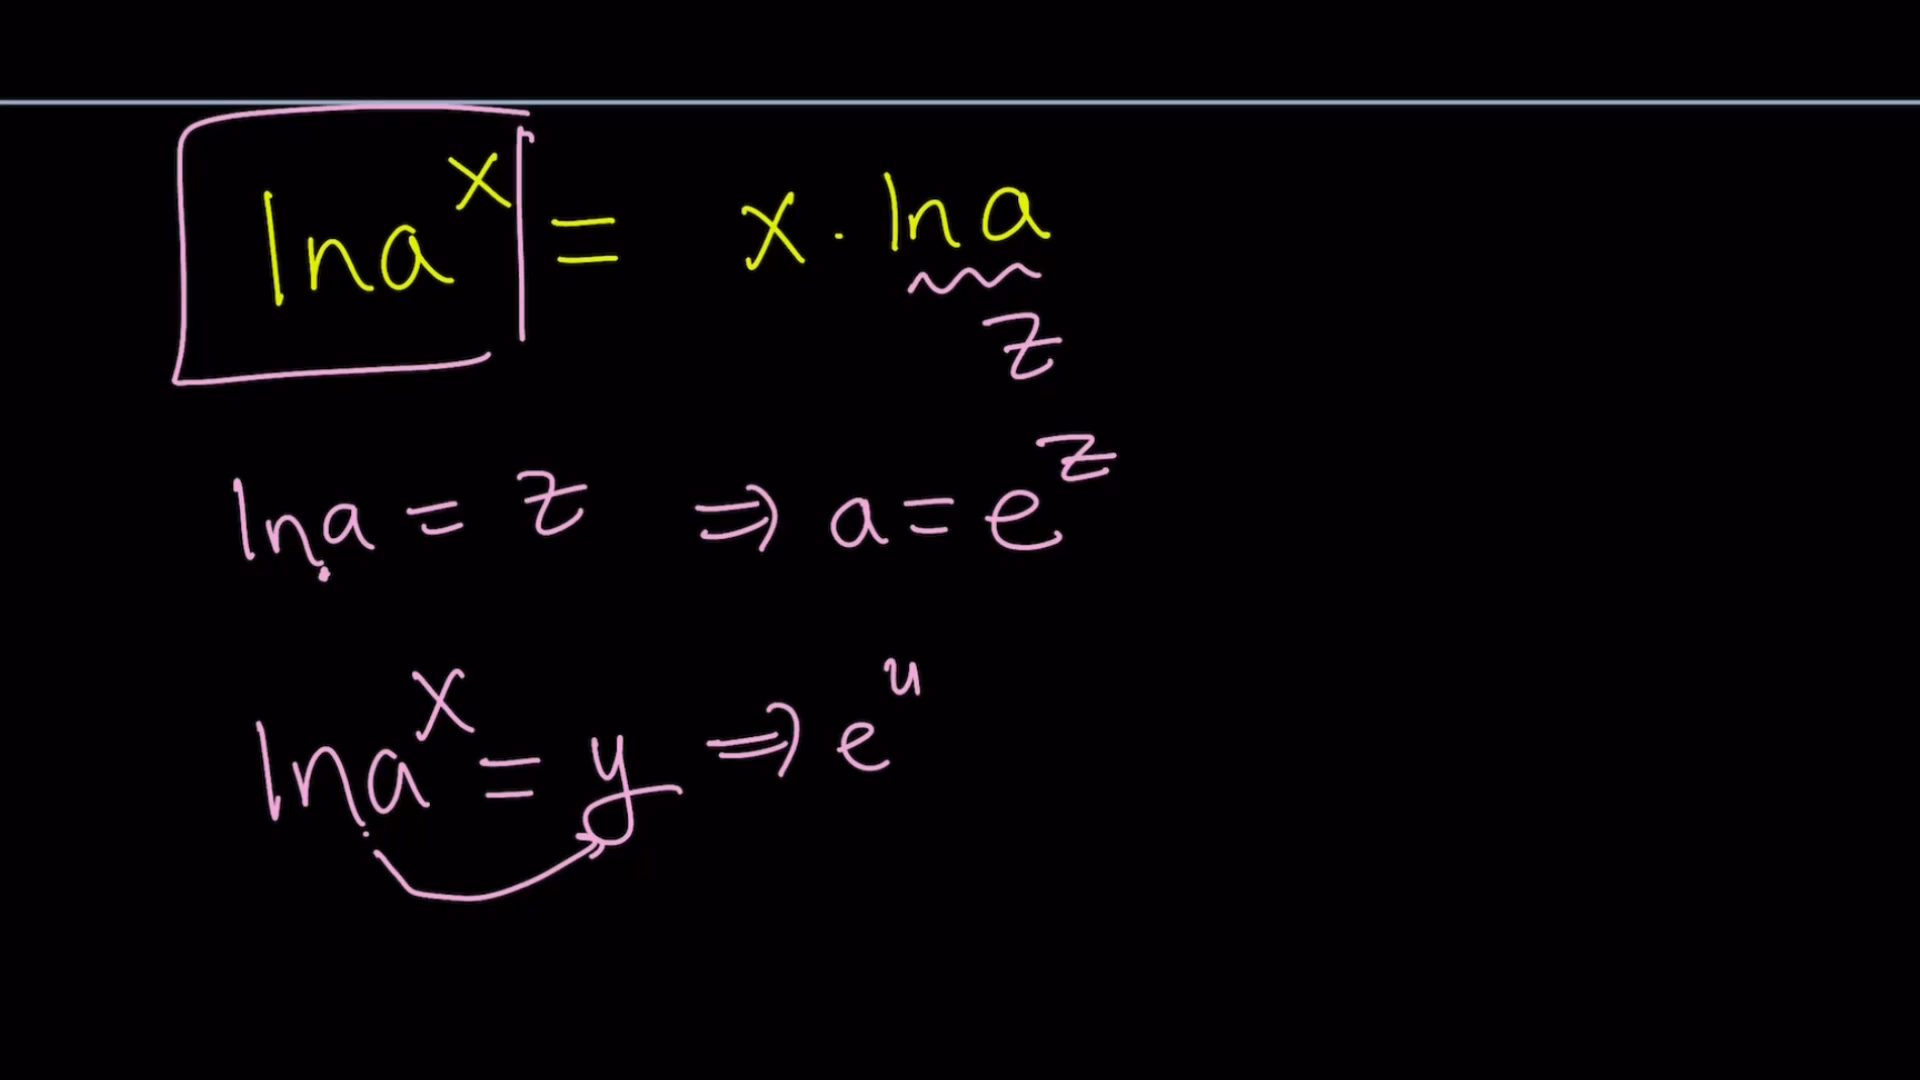 ln a^x = x · ln a
z
ln a = z ⇒ a = e^z
ln a^x = y ⇒ e^u